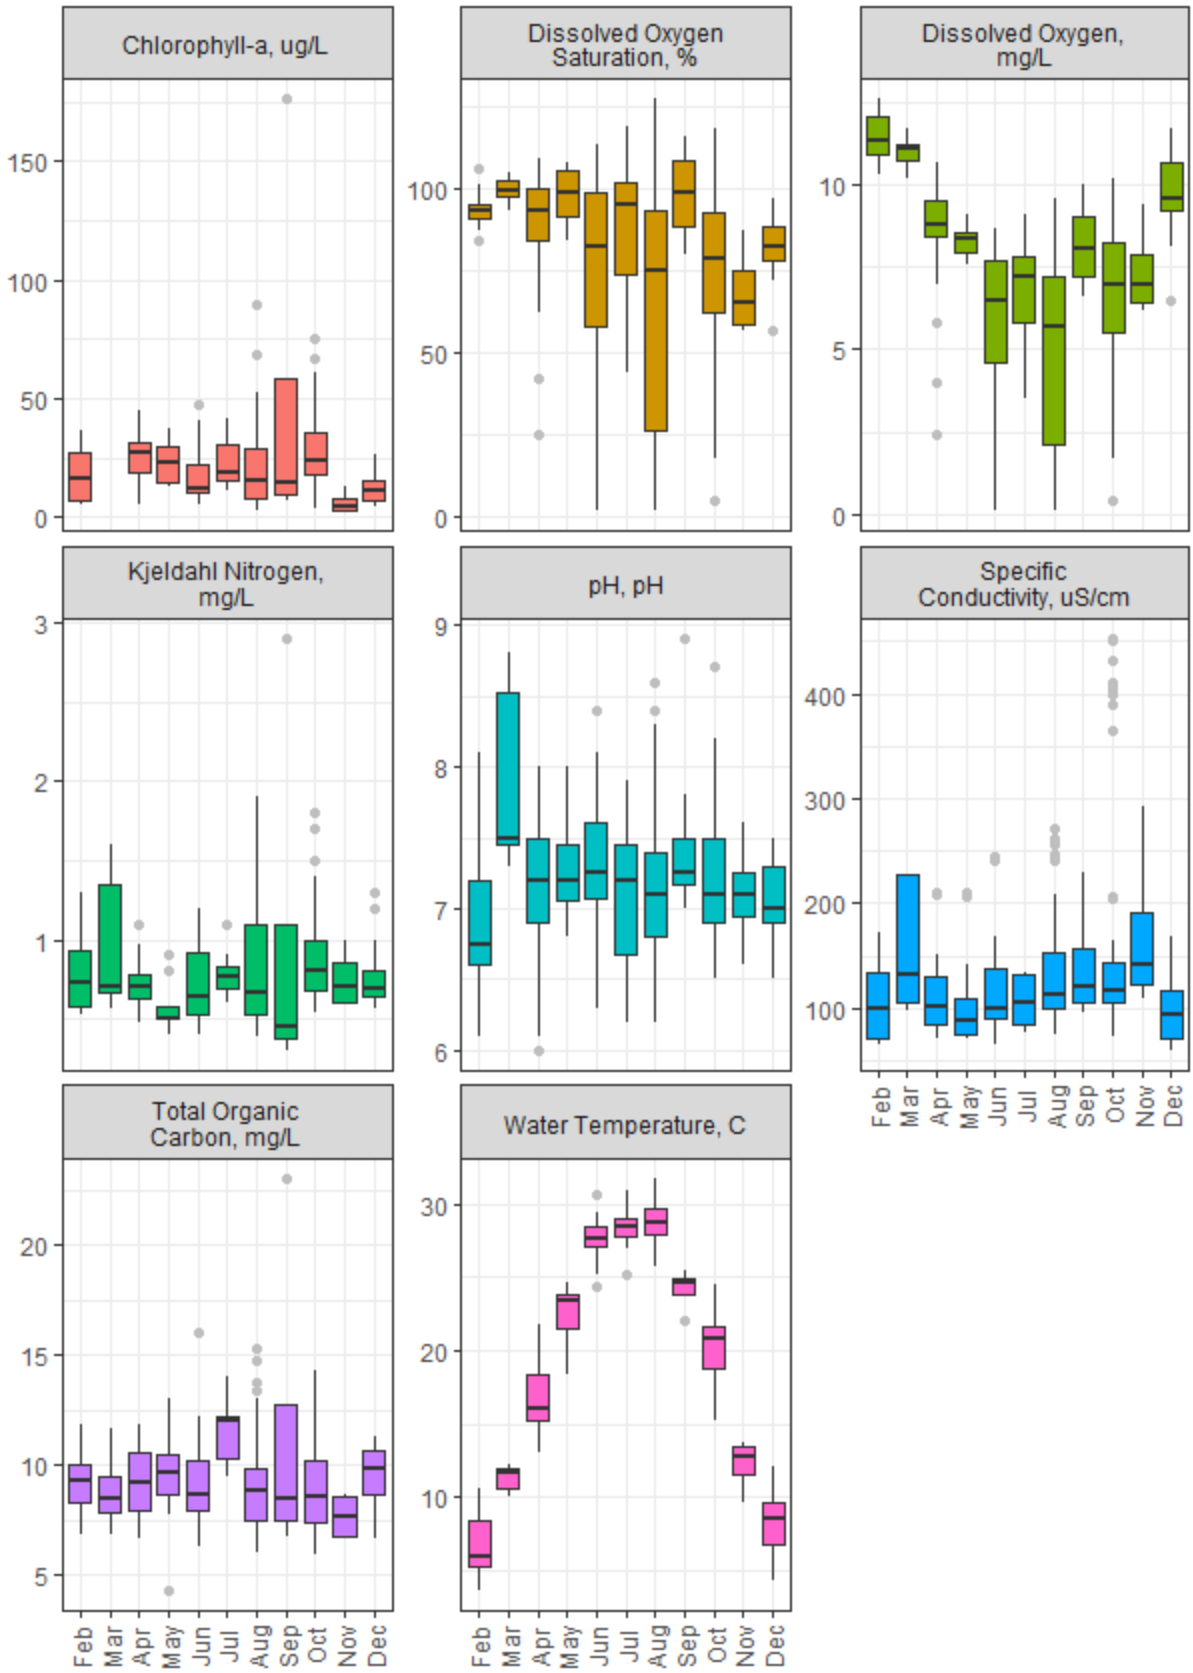 Chlorophyll-a, ug/L
150
100
50
0
Dissolved Oxygen
Saturation, %
100
50
0
Dissolved Oxygen,
mg/L
10
5
0
Kjeldahl Nitrogen,
mg/L
3
2
1
pH, pH
9
8
7
6
Specific
Conductivity, uS/cm
400
300
200
100
Feb Mar Apr May Jun Jul Aug Sep Oct Nov Dec
Total Organic
Carbon, mg/L
20
15
10
5
Feb Mar Apr May Jun Jul Aug Sep Oct Nov Dec
Water Temperature, C
30
20
10
Feb Mar Apr May Jun Jul Aug Sep Oct Nov Dec